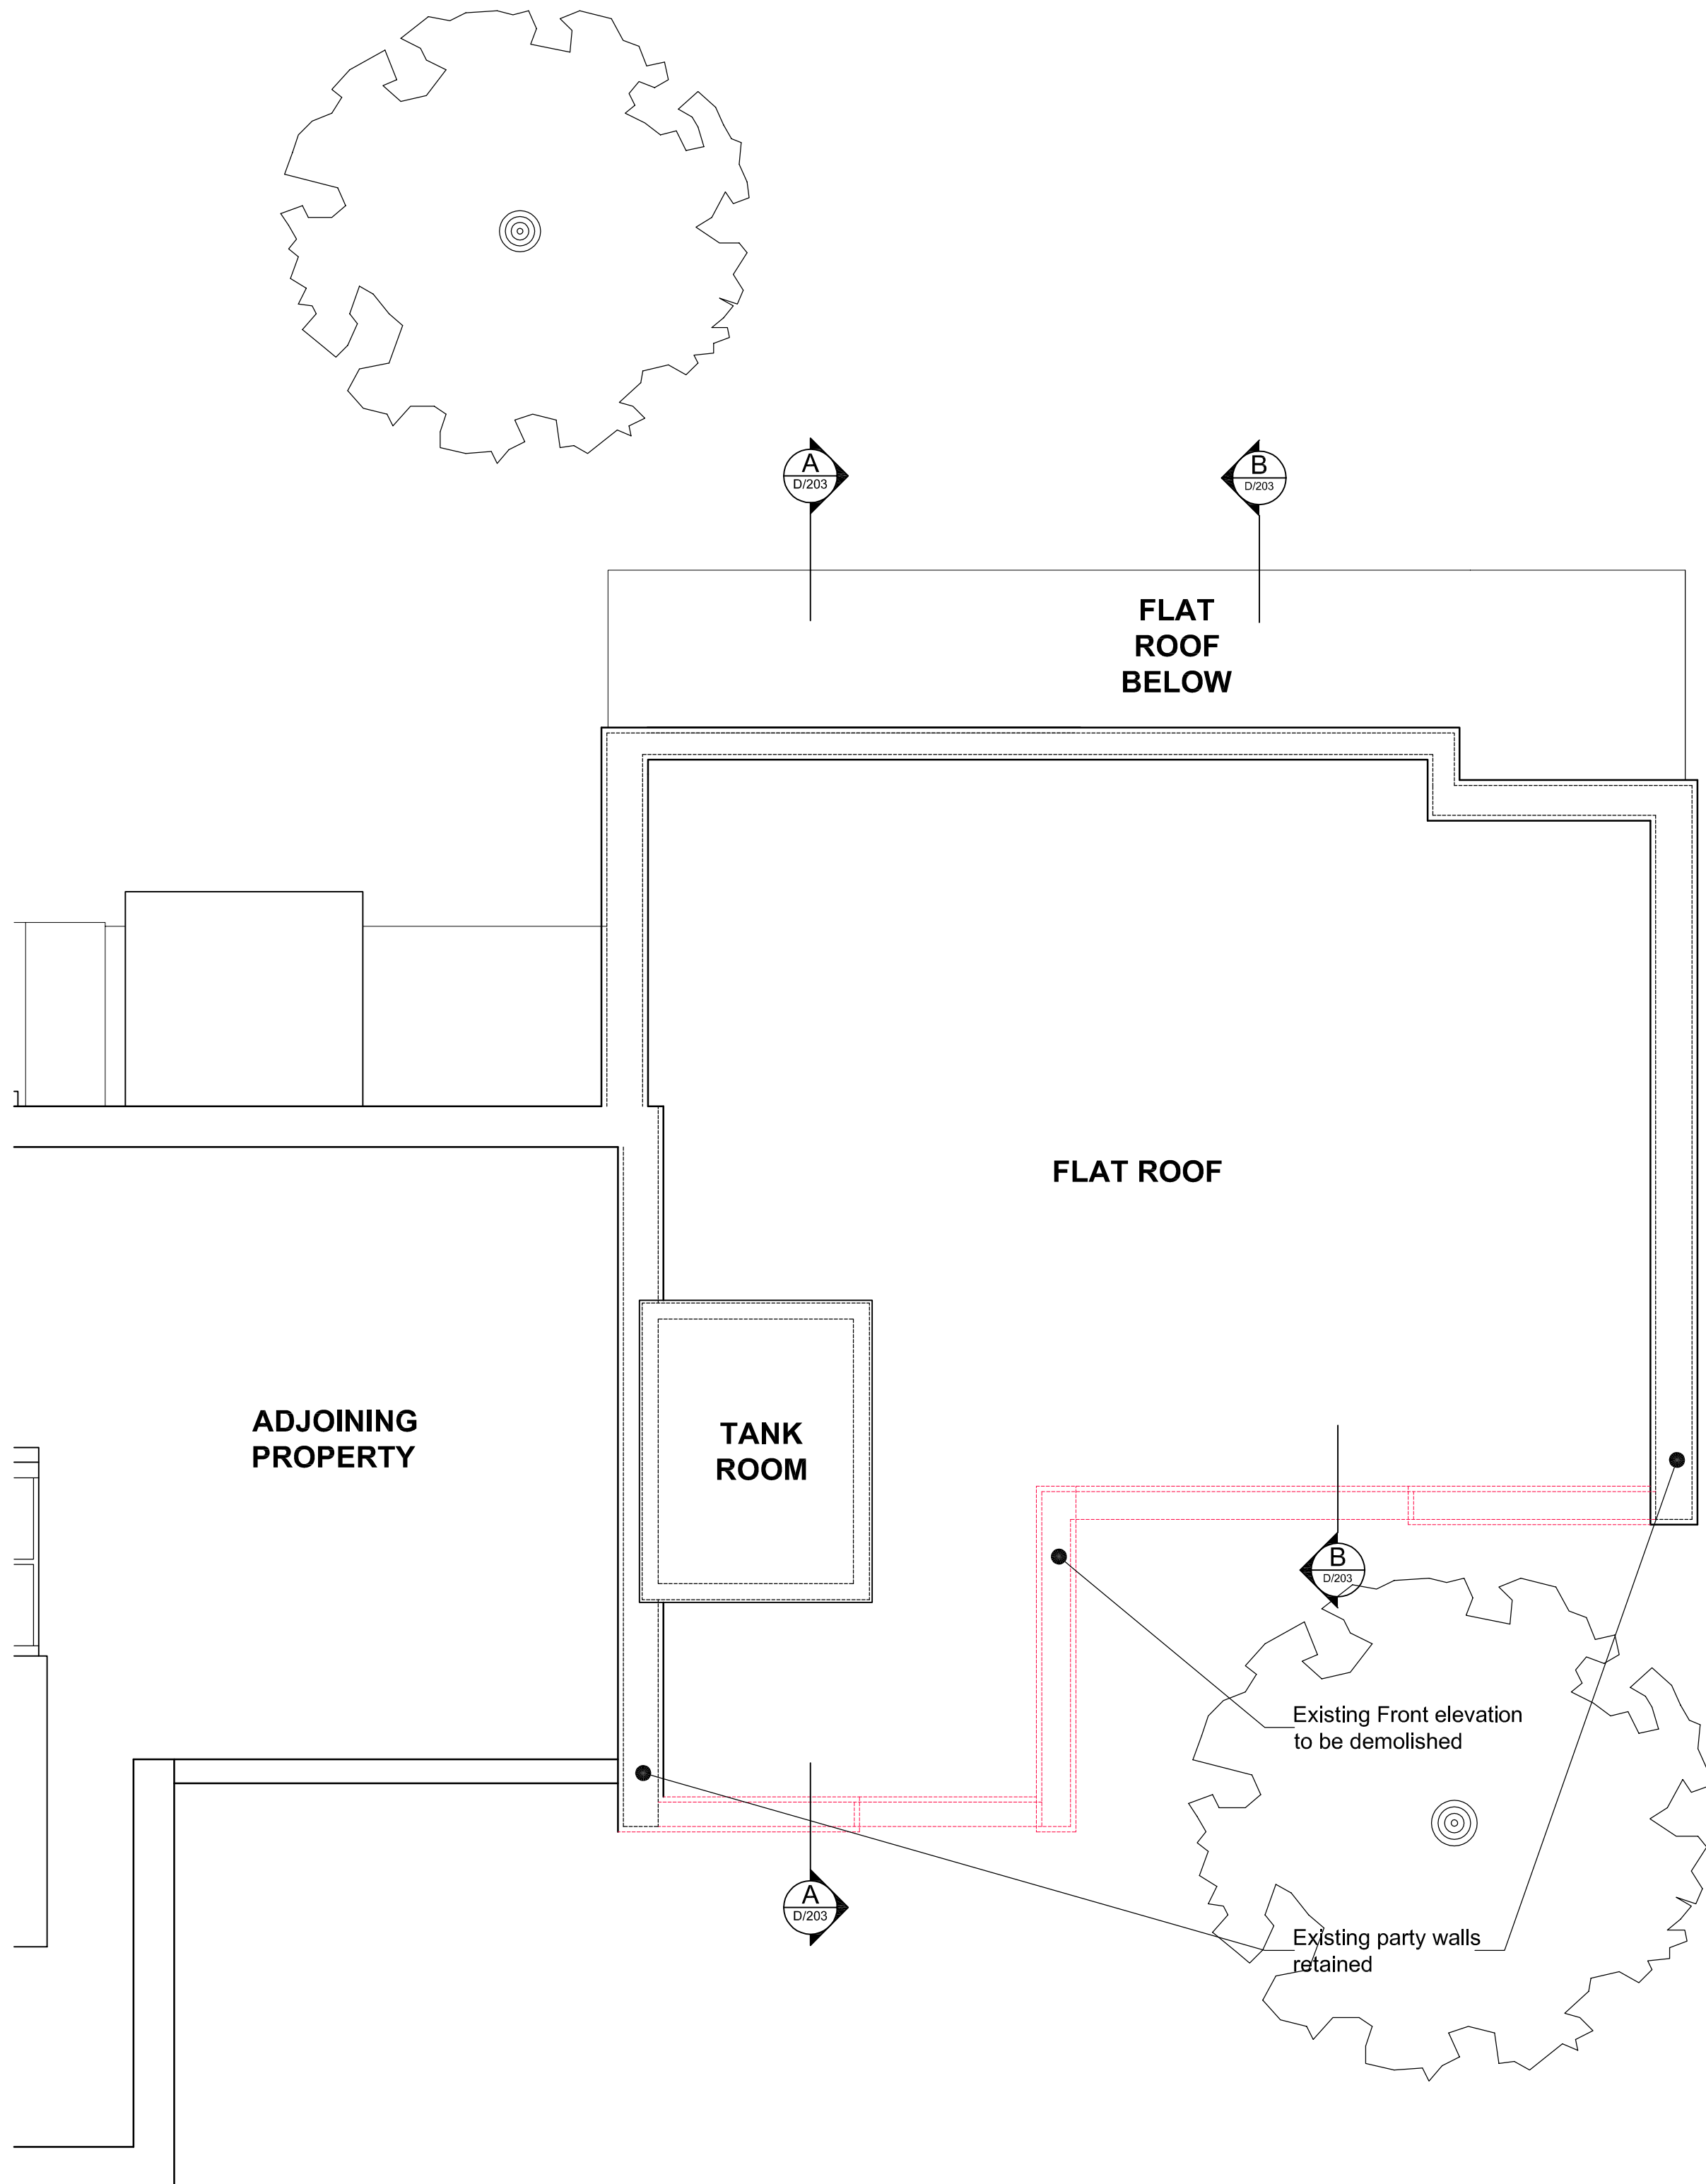 A
D/203
B
D/203
FLAT
ROOF
BELOW
FLAT ROOF
ADJOINING
PROPERTY
TANK
ROOM
B
D/203
Existing Front elevation
to be demolished
A
D/203
Existing party walls
retained